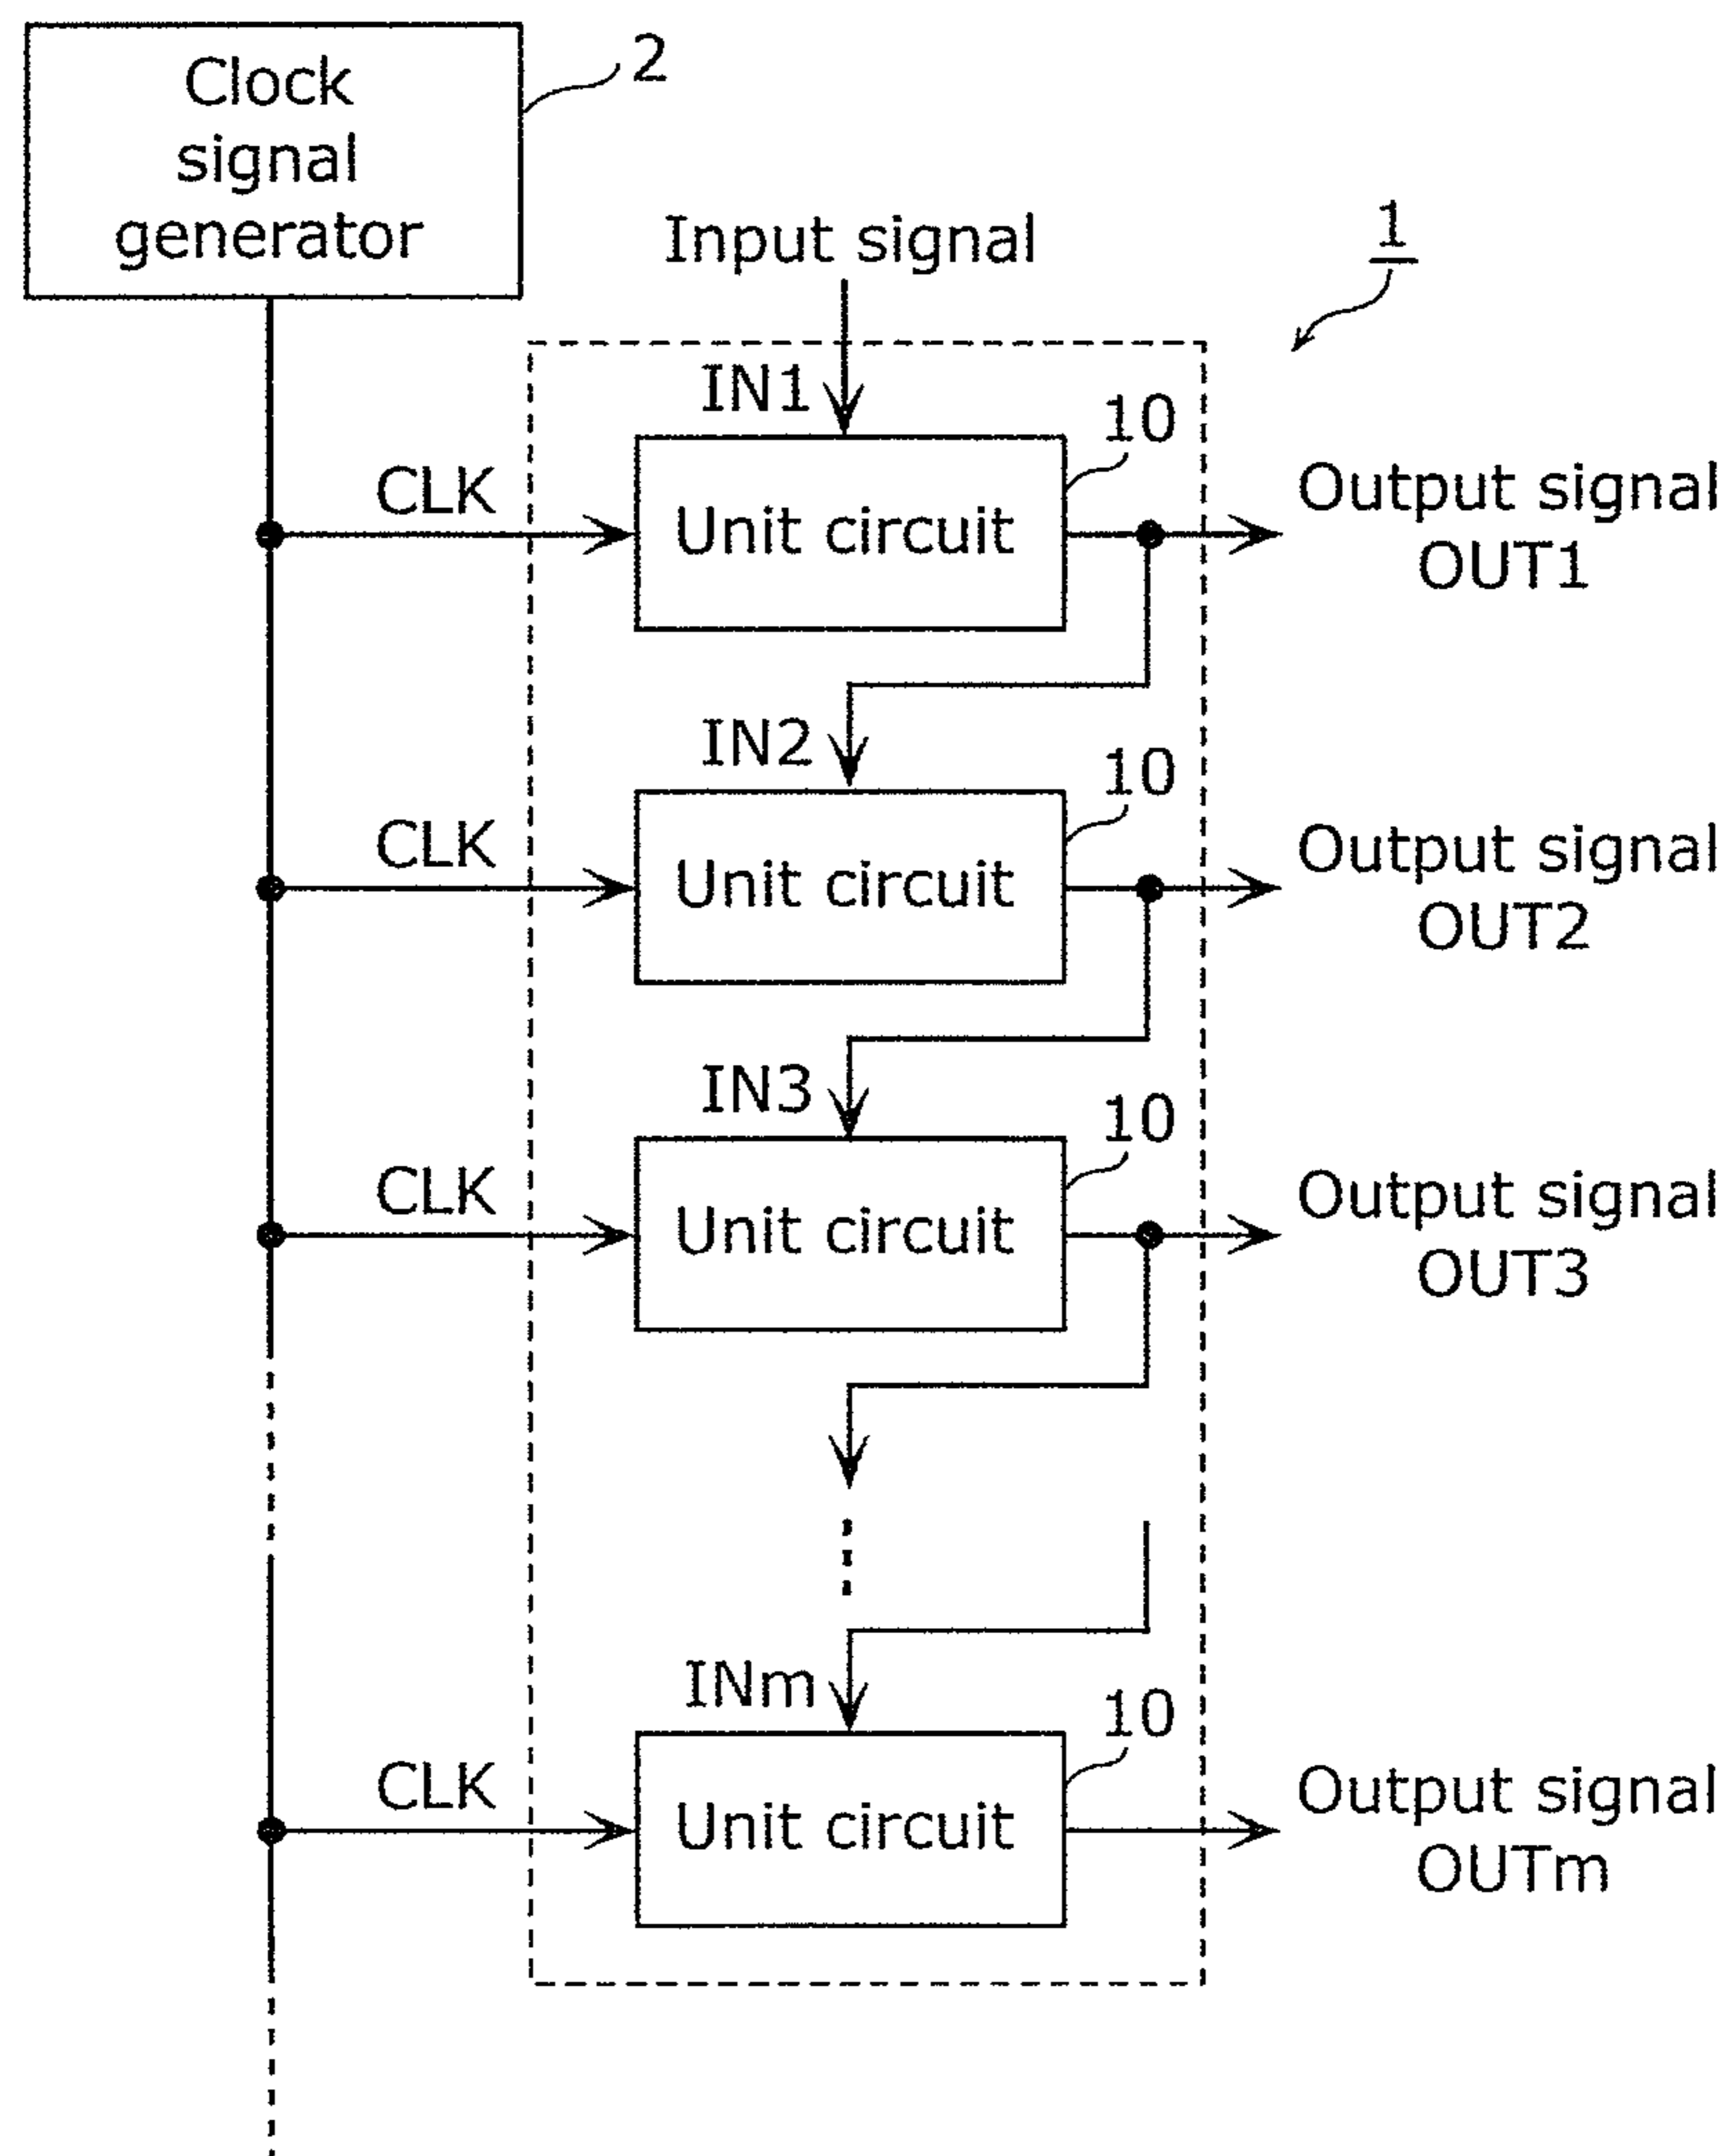 Clock
signal
generator
2
Input signal
1
IN1
10
CLK
Unit circuit
Output signal
OUT1
IN2
10
CLK
Unit circuit
Output signal
OUT2
IN3
10
CLK
Unit circuit
Output signal
OUT3
INm
10
CLK
Unit circuit
Output signal
OUTm